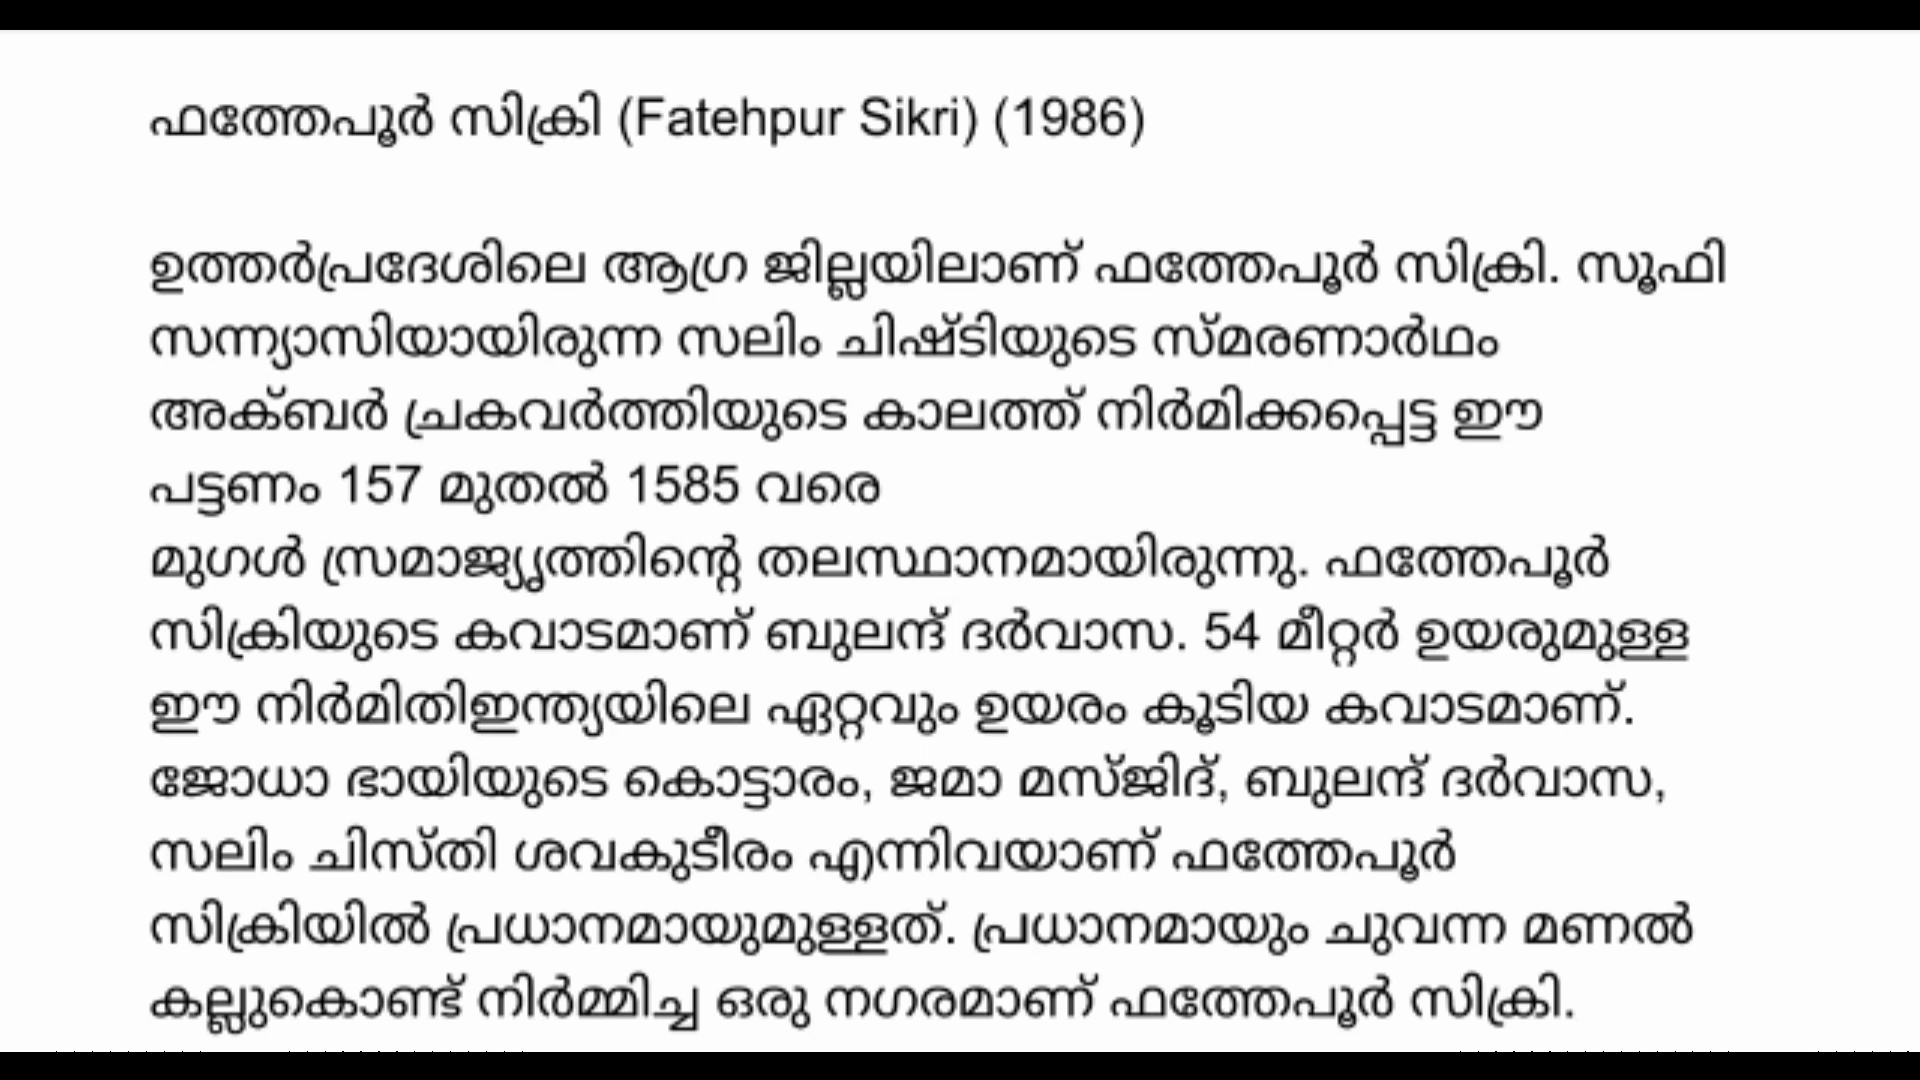 ഫത്തേപൂർ സിക്രി (Fatehpur Sikri) (1986)
ഉത്തർപ്രദേശിലെ ആഗ്ര ജില്ലയിലാണ് ഫത്തേപൂർ സിക്രി. സൂഫി
സന്ന്യാസിയായിരുന്ന സലിം ചിഷ്ടിയുടെ സ്മരണാർഥം
അക്ബർ ച്രകവർത്തിയുടെ കാലത്ത് നിർമിക്കപ്പെട്ട ഈ
പട്ടണം 157 മുതൽ 1585 വരെ
മുഗൾ സ്രമാജ്യൃത്തിന്റെ തലസ്ഥാനമായിരുന്നു. ഫത്തേപൂർ
സിക്രിയുടെ കവാടമാണ് ബുലന്ദ് ദർവാസ. 54 മീറ്റർ ഉയരുമുള്ള
ഈ നിർമിതിഇന്ത്യയിലെ ഏറ്റവും ഉയരം കൂടിയ കവാടമാണ്.
ജോധാ ഭായിയുടെ കൊട്ടാരം, ജമാ മസ്ജിദ്, ബുലന്ദ് ദർവാസ,
സലിം ചിസ്തി ശവകുടീരം എന്നിവയാണ് ഫത്തേപൂർ
സിക്രിയിൽ പ്രധാനമായുമുള്ളത്. പ്രധാനമായും ചുവന്ന മണൽ
കല്ലുകൊണ്ട് നിർമ്മിച്ച ഒരു നഗരമാണ് ഫത്തേപൂർ സിക്രി.